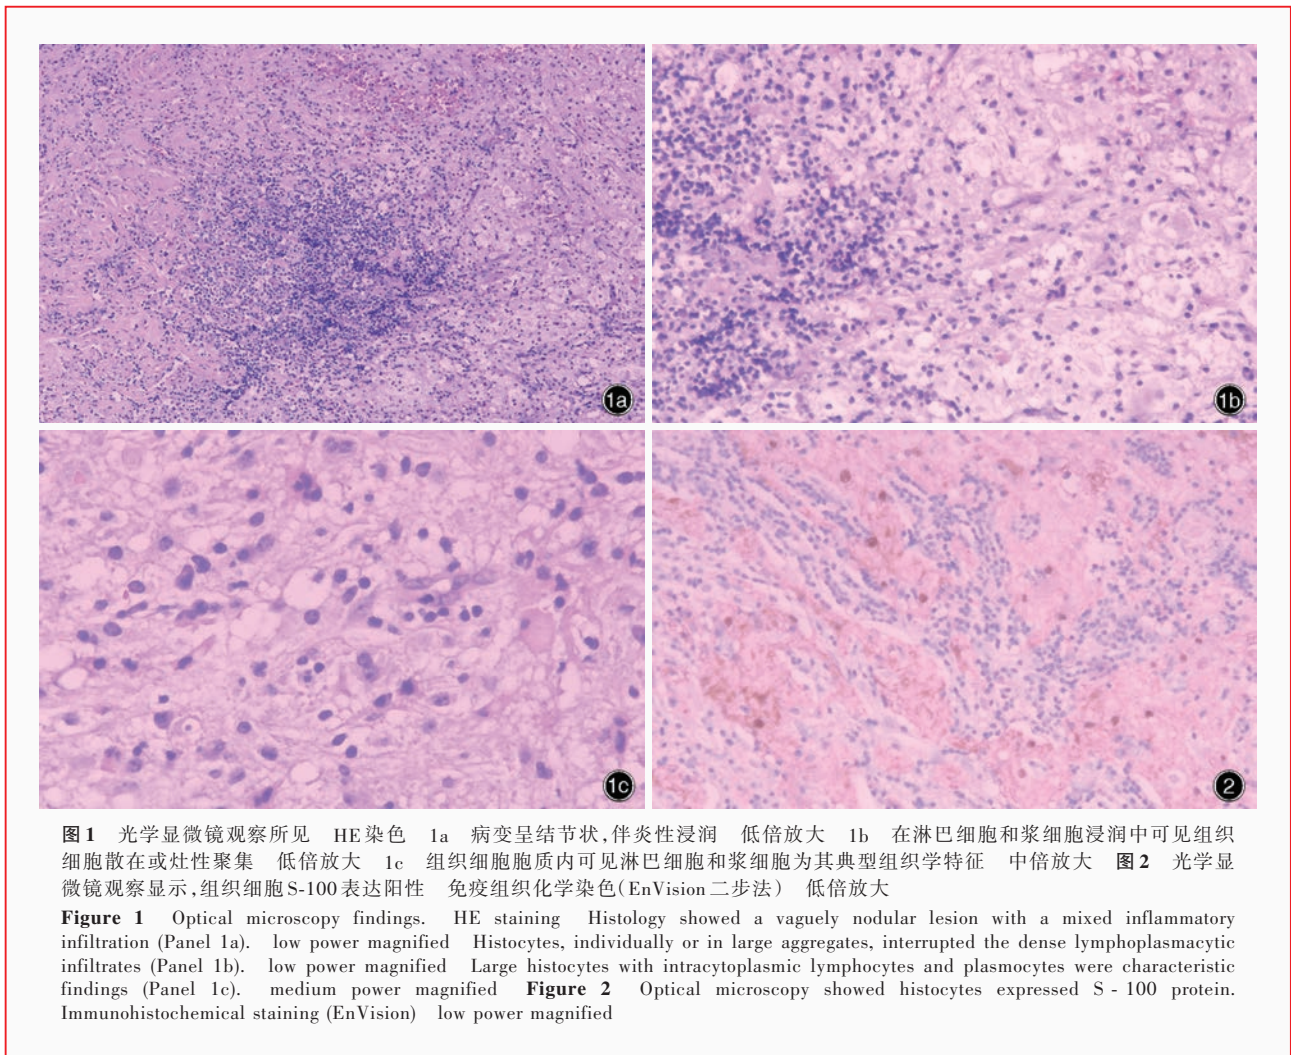 1a
1b
1c
2
图1 光学显微镜观察所见 HE染色 1a 病变呈结节状,伴炎性浸润 低倍放大 1b 在淋巴细胞和浆细胞浸润中可见组织
细胞散在或灶性聚集 低倍放大 1c 组织细胞胞质内可见淋巴细胞和浆细胞为其典型组织学特征 中倍放大 图2 光学显
微镜观察显示,组织细胞S-100表达阳性 免疫组织化学染色(EnVision二步法) 低倍放大
Figure 1 Optical microscopy findings. HE staining Histology showed a vaguely nodular lesion with a mixed inflammatory
infiltration (Panel 1a). low power magnified Histocytes, individually or in large aggregates, interrupted the dense lymphoplasmacytic
infiltrates (Panel 1b). low power magnified Large histocytes with intracytoplasmic lymphocytes and plasmocytes were characteristic
findings (Panel 1c). medium power magnified Figure 2 Optical microscopy showed histocytes expressed S - 100 protein.
Immunohistochemical staining (EnVision) low power magnified